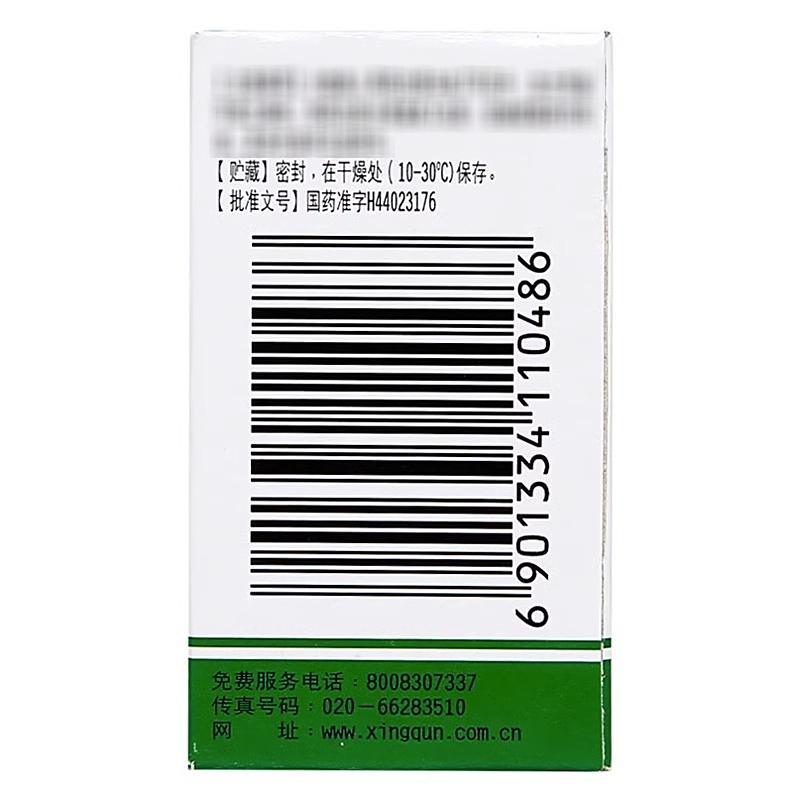 【贮藏】密封，在干燥处(10-30℃)保存。
【批准文号】国药准字H44023176
6901334110486
免费服务电话：8008307337
传真号码：020－66283510
网　　址：www.xingqun.com.cn